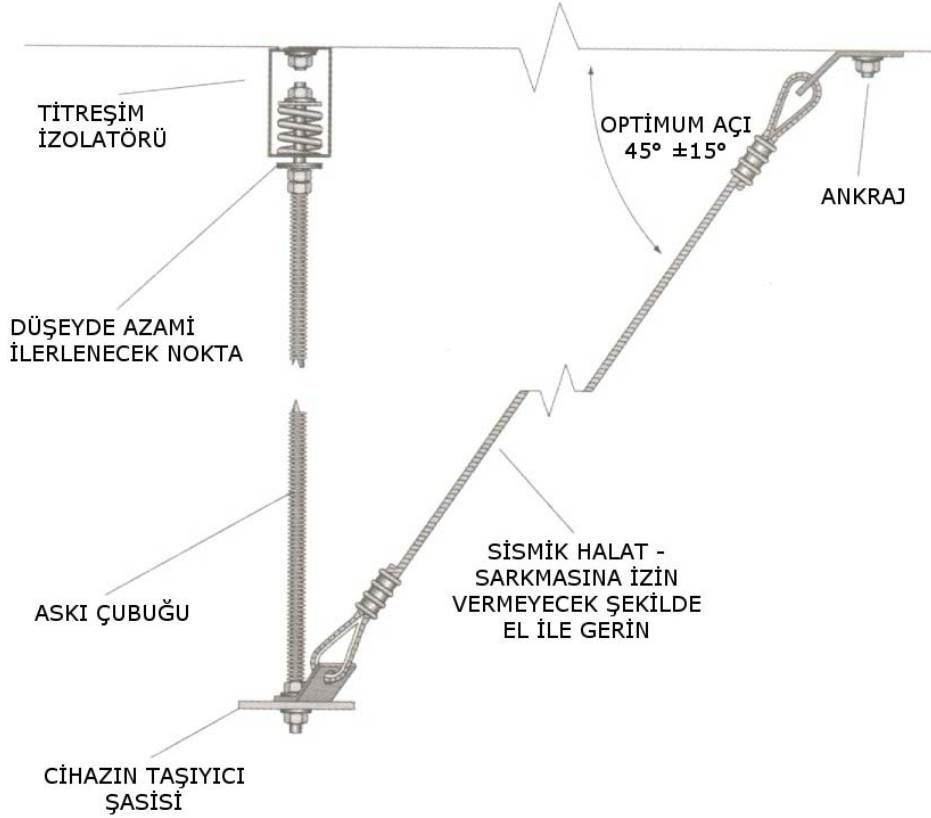 TİTREŞİM
İZOLATÖRÜ
OPTİMUM AÇI
45° ±15°
ANKRAJ
DÜŞEYDE AZAMİ
İLERLENECEK NOKTA
SİSMİK HALAT -
SARKMASINA İZİN
VERMEYECEK ŞEKİLDE
EL İLE GERİN
ASKI ÇUBUĞU
CİHAZIN TAŞIYICI
ŞASİSİ